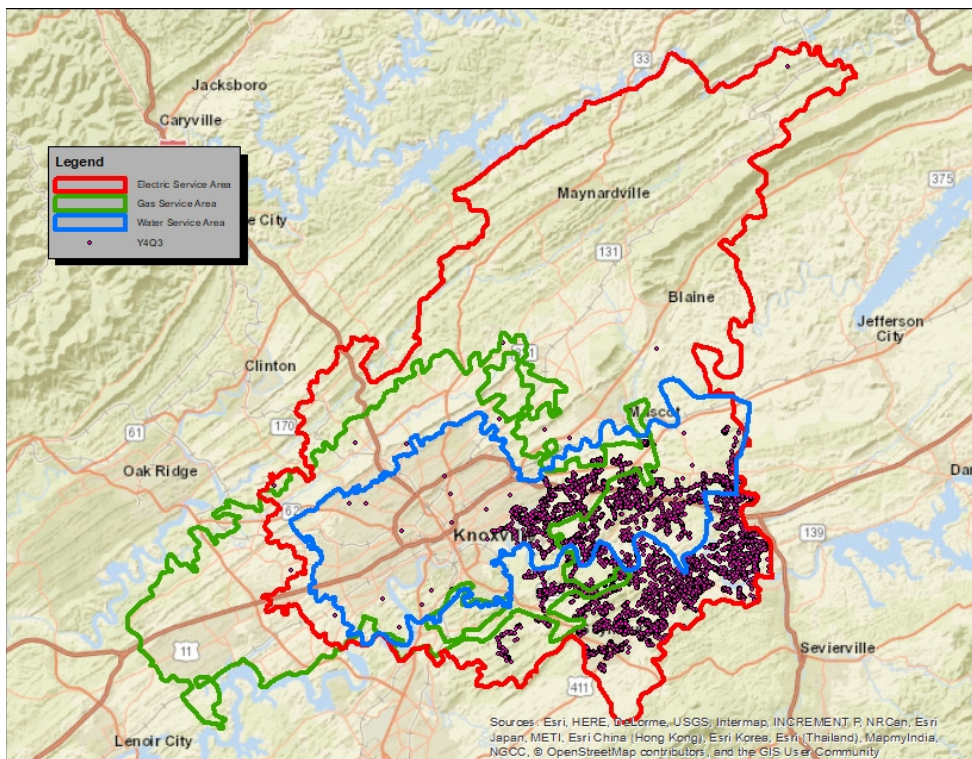 33
Jacksboro
Caryville
Legend
Electric Service Area
Gas Service Area
Water Service Area
Y4Q3
375
Maynardville
e City
131
Blaine
Jefferson
City
Clinton
Mascot
170
61
Oak Ridge
Dan
62
Knoxville
139
11
Sevierville
411
Lenoir City
Sources: Esri, HERE, DeLorme, USGS, Intermap, INCREMENT P, NRCan, Esri
Japan, METI, Esri China (Hong Kong), Esri Korea, Esri (Thailand), MapmyIndia,
NGCC, © OpenStreetMap contributors, and the GIS User Community